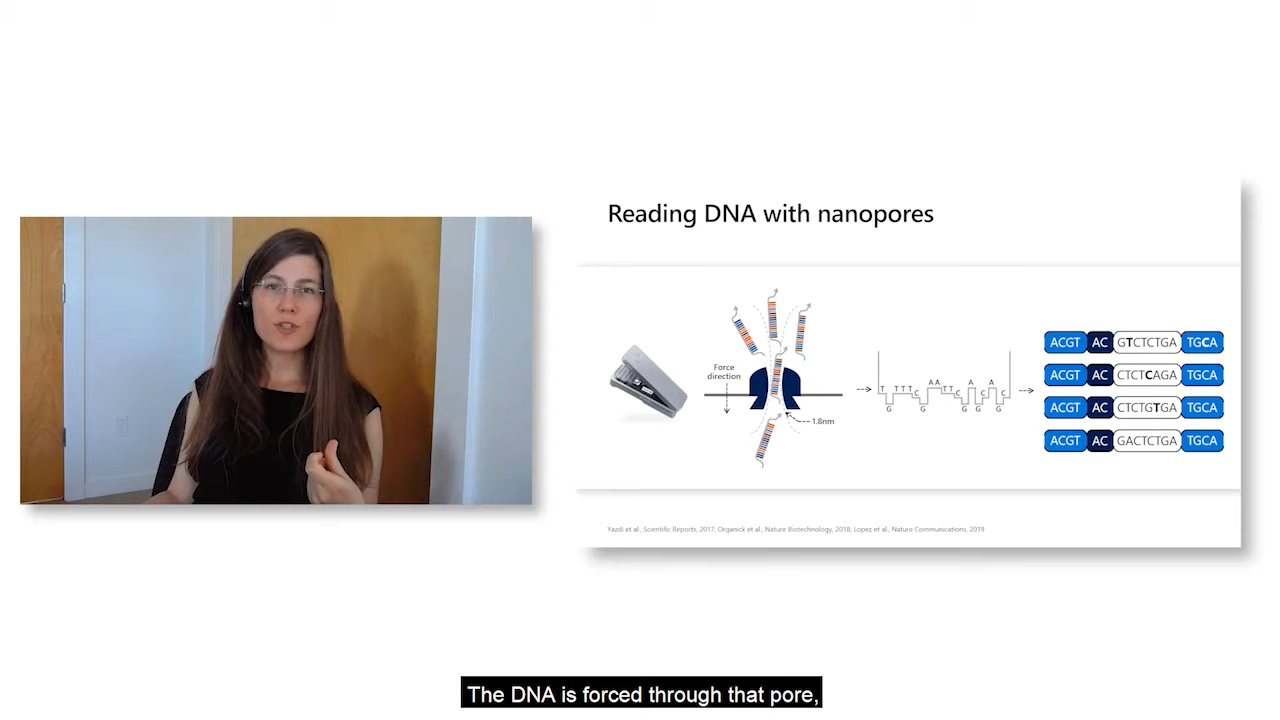 Reading DNA with nanopores
Force
direction
1.8nm
T G T T T C G A A T T C G A G C A G C
ACGT AC GTCTCTGA TGCA
ACGT AC CTCTCAGA TGCA
ACGT AC CTCTGTGA TGCA
ACGT AC GACTCTGA TGCA
Yazdi et al., Scientific Reports, 2017; Organick et al., Nature Biotechnology, 2018; Lopez et al., Nature Communications, 2019
The DNA is forced through that pore,